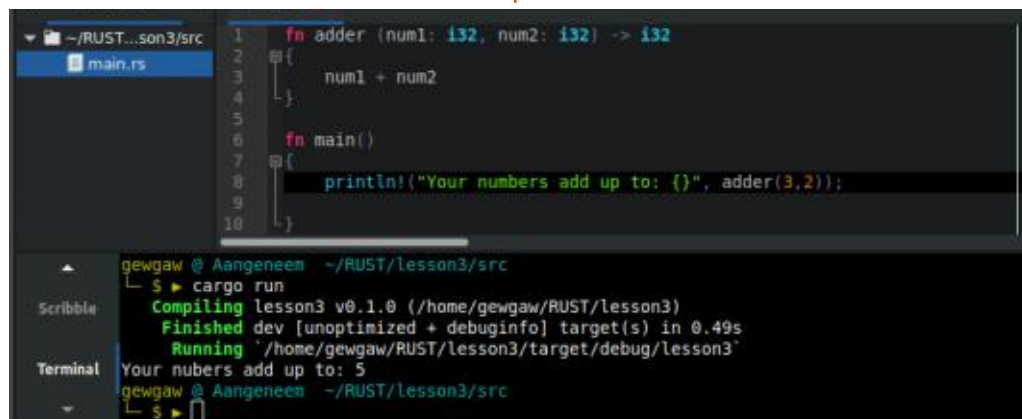 ~/RUST...son3/src
main.rs
1 fn adder (num1: i32, num2: i32) -> i32
2 {
3 num1 + num2
4 }
5
6 fn main()
7 {
8 println!("Your numbers add up to: {}", adder(3,2));
9
10 }
gewgaw @ Aangeneem ~/RUST/lesson3/src
$ ► cargo run
Compiling lesson3 v0.1.0 (/home/gewgaw/RUST/lesson3)
Finished dev [unoptimized + debuginfo] target(s) in 0.49s
Running `/home/gewgaw/RUST/lesson3/target/debug/lesson3`
Your nubers add up to: 5
gewgaw @ Aangeneem ~/RUST/lesson3/src
$ ►
Scribble
Terminal